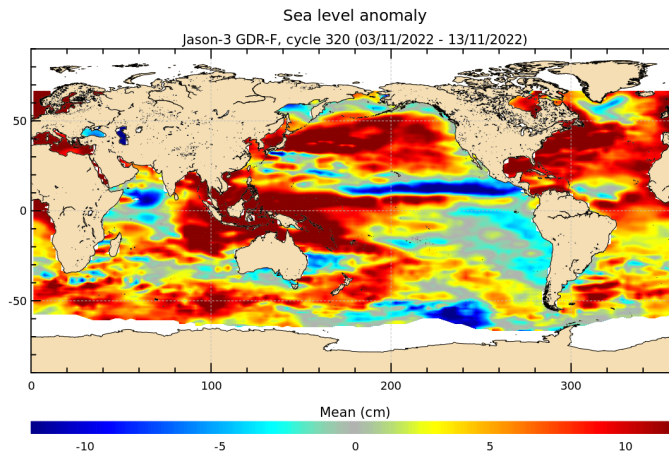 Sea level anomaly
Jason-3 GDR-F, cycle 320 (03/11/2022 - 13/11/2022)
50
0
-50
0 100 200 300
Mean (cm)
-10 -5 0 5 10